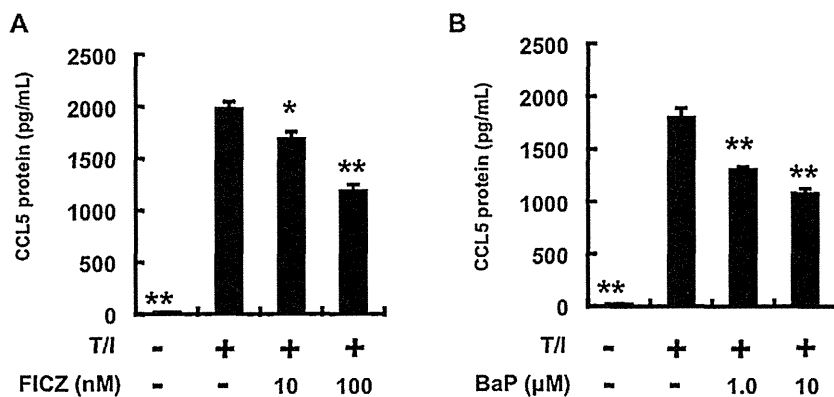 A
CCL5 protein (pg/mL)
2500
2000
1500
1000
500
0
**
*
**
T/I - + + +
FICZ (nM) - - 10 100
B
CCL5 protein (pg/mL)
2500
2000
1500
1000
500
0
**
**
**
T/I - + + +
BaP (μM) - - 1.0 10